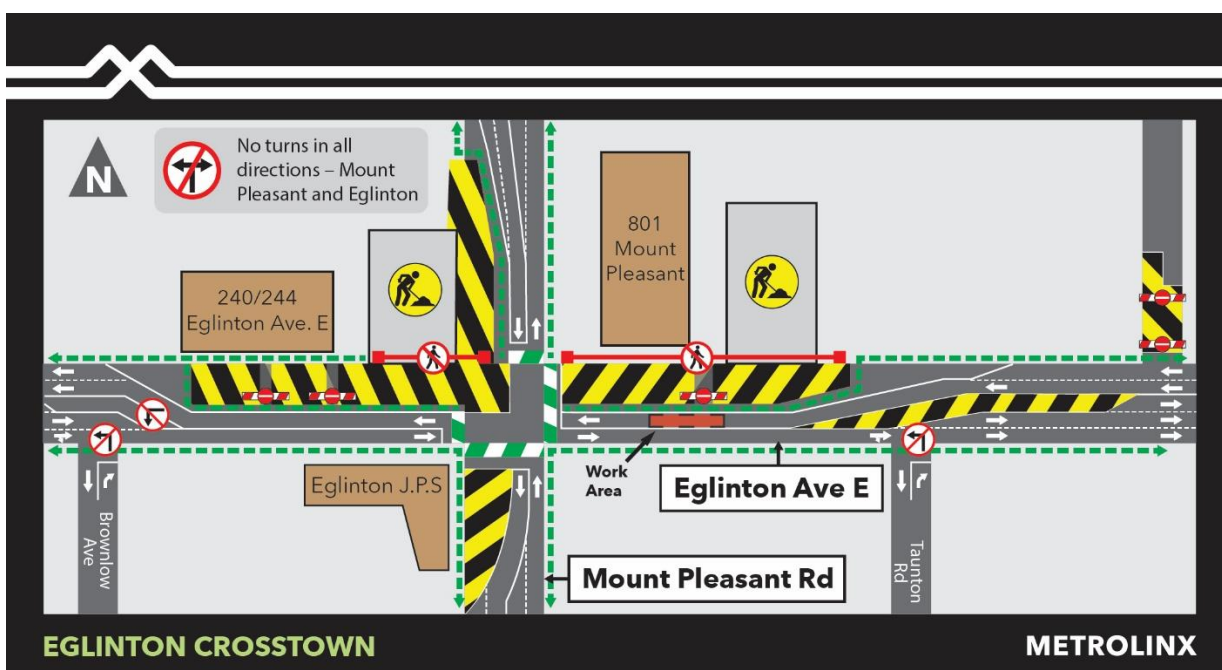 N
No turns in all
directions – Mount
Pleasant and Eglinton
240/244
Eglinton Ave. E
801
Mount
Pleasant
Eglinton J.P.S
Work
Area
Eglinton Ave E
Brownlow
Ave
Mount Pleasant Rd
Taunton
Rd
EGLINTON CROSSTOWN
METROLINX